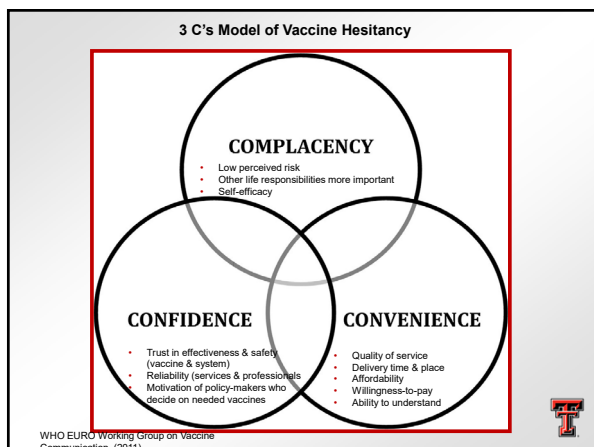 3 C's Model of Vaccine Hesitancy
COMPLACENCY
• Low perceived risk
• Other life responsibilities more important
• Self-efficacy
CONFIDENCE
• Trust in effectiveness & safety
(vaccine & system)
• Reliability (services & professionals
• Motivation of policy-makers who
decide on needed vaccines
CONVENIENCE
• Quality of service
• Delivery time & place
• Affordability
• Willingness-to-pay
• Ability to understand
WHO EURO Working Group on Vaccine
Communication (2011)